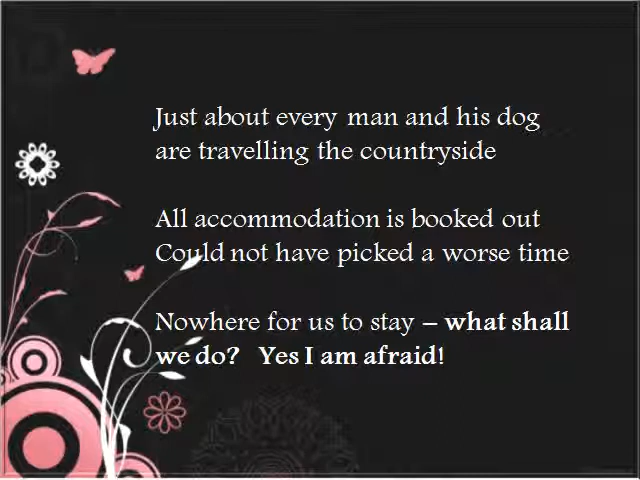 Just about every man and his dog
are travelling the countryside
All accommodation is booked out
Could not have picked a worse time
Nowhere for us to stay – what shall
we do?   Yes I am afraid!